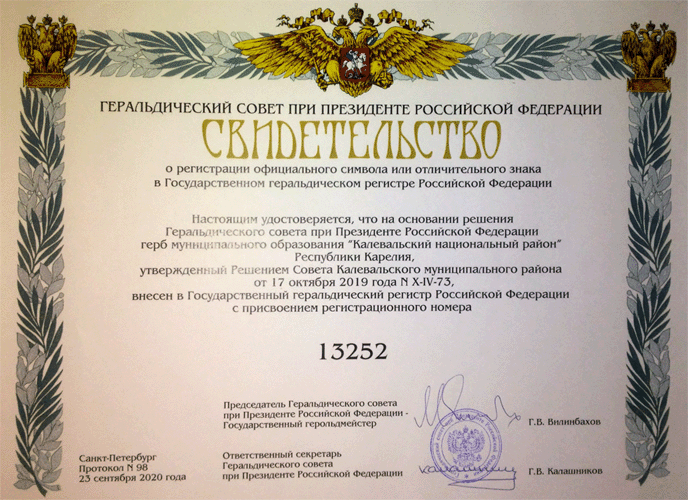 ГЕРАЛЬДИЧЕСКИЙ СОВЕТ ПРИ ПРЕЗИДЕНТЕ РОССИЙСКОЙ ФЕДЕРАЦИИ
СВИДЕТЕЛЬСТВО
о регистрации официального символа или отличительного знака
в Государственном геральдическом регистре Российской Федерации
Настоящим удостоверяется, что на основании решения
Геральдического совета при Президенте Российской Федерации
герб муниципального образования "Калевальский национальный район"
Республики Карелия,
утвержденный Решением Совета Калевальского муниципального района
от 17 октября 2019 года N X-IV-73,
внесен в Государственный геральдический регистр Российской Федерации
с присвоением регистрационного номера
13252
Председатель Геральдического совета
при Президенте Российской Федерации -
Государственный герольдмейстер
Г.В. Вилинбахов
Санкт-Петербург
Протокол N 98
23 сентября 2020 года
Ответственный секретарь
Геральдического совета
при Президенте Российской Федерации
Г.В. Калашников